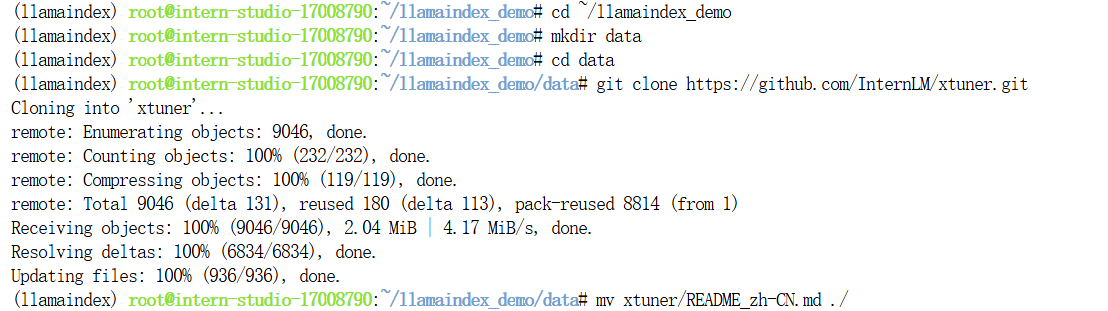 (llamaindex) root@intern-studio-17008790:~/llamaindex_demo# cd ~/llamaindex_demo
(llamaindex) root@intern-studio-17008790:~/llamaindex_demo# mkdir data
(llamaindex) root@intern-studio-17008790:~/llamaindex_demo# cd data
(llamaindex) root@intern-studio-17008790:~/llamaindex_demo/data# git clone https://github.com/InternLM/xtuner.git
Cloning into 'xtuner'...
remote: Enumerating objects: 9046, done.
remote: Counting objects: 100% (232/232), done.
remote: Compressing objects: 100% (119/119), done.
remote: Total 9046 (delta 131), reused 180 (delta 113), pack-reused 8814 (from 1)
Receiving objects: 100% (9046/9046), 2.04 MiB | 4.17 MiB/s, done.
Resolving deltas: 100% (6834/6834), done.
Updating files: 100% (936/936), done.
(llamaindex) root@intern-studio-17008790:~/llamaindex_demo/data# mv xtuner/README_zh-CN.md ./